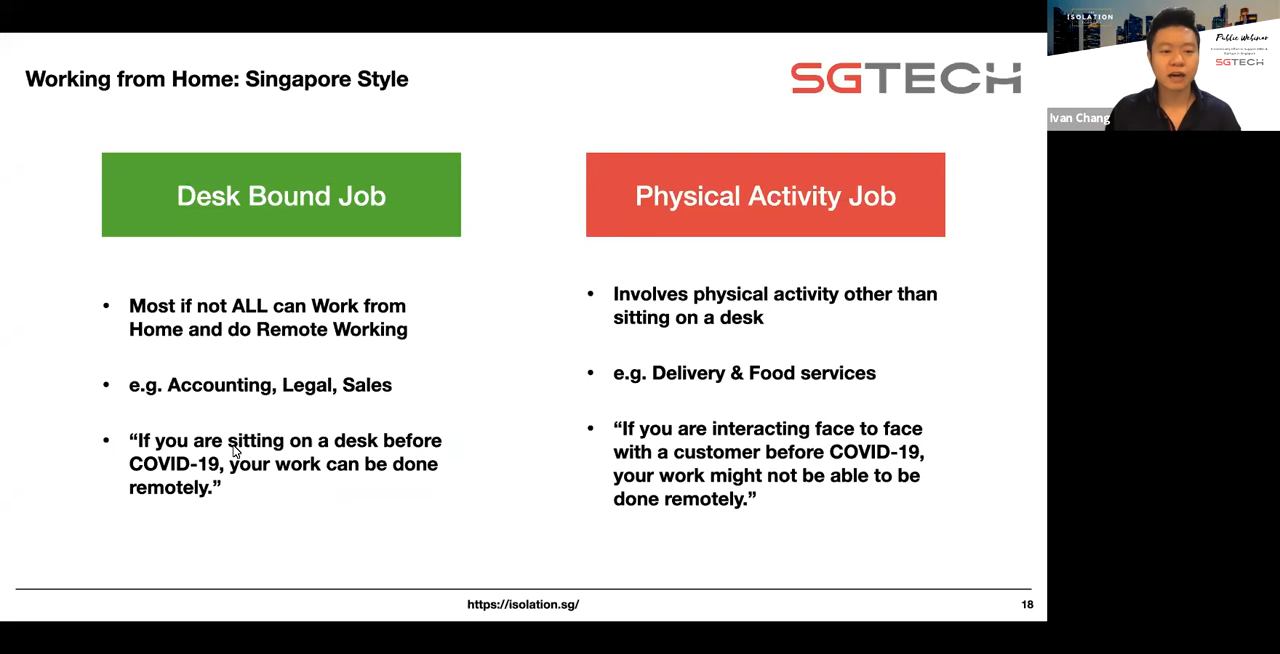 Working from Home: Singapore Style
SGTECH
Desk Bound Job
• Most if not ALL can Work from
Home and do Remote Working
• e.g. Accounting, Legal, Sales
• “If you are sitting on a desk before
COVID-19, your work can be done
remotely.”
Physical Activity Job
• Involves physical activity other than
sitting on a desk
• e.g. Delivery & Food services
• “If you are interacting face to face
with a customer before COVID-19,
your work might not be able to be
done remotely.”
https://isolation.sg/
18
ISOLATION
Public Webinar
SGTECH
Ivan Chang